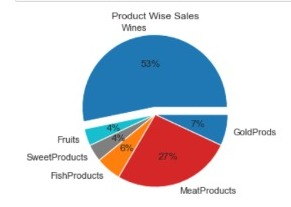 Product Wise Sales
Wines
53%
4%
7%
Fruits
4%
GoldProds
SweetProducts
6%
27%
FishProducts
MeatProducts